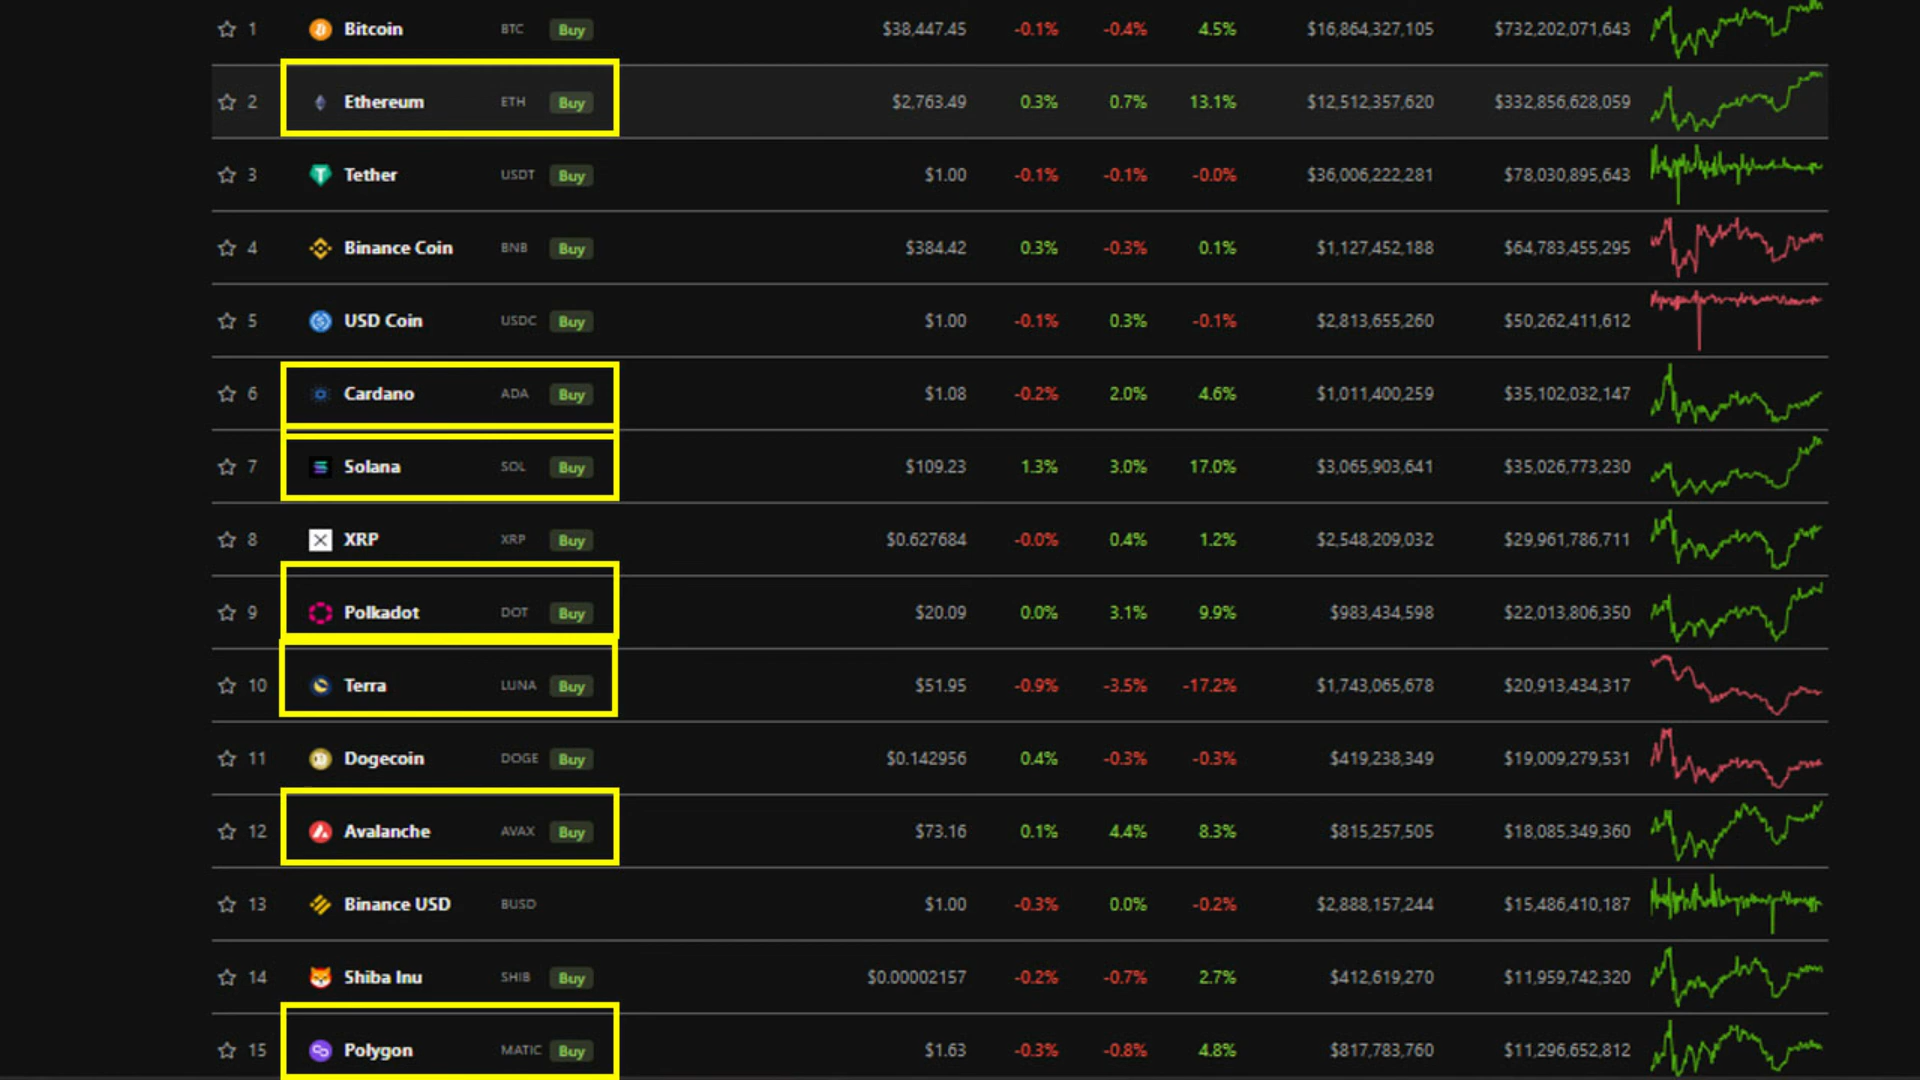 1 Bitcoin BTC Buy $38,447.45 -0.1% -0.4% 4.5% $16,864,327,105 $732,202,071,643
2 Ethereum ETH Buy $2,763.49 0.3% 0.7% 13.1% $12,512,357,620 $332,856,628,059
3 Tether USDT Buy $1.00 -0.1% -0.1% -0.0% $36,006,222,281 $78,030,895,643
4 Binance Coin BNB Buy $384.42 0.3% -0.3% 0.1% $1,127,452,188 $64,783,455,295
5 USD Coin USDC Buy $1.00 -0.1% 0.3% -0.1% $2,813,655,260 $50,262,411,612
6 Cardano ADA Buy $1.08 -0.2% 2.0% 4.6% $1,011,400,259 $35,102,032,147
7 Solana SOL Buy $109.23 1.3% 3.0% 17.0% $3,065,903,641 $35,026,773,230
8 XRP XRP Buy $0.627684 -0.0% 0.4% 1.2% $2,548,209,032 $29,961,786,711
9 Polkadot DOT Buy $20.09 0.0% 3.1% 9.9% $983,434,598 $22,013,806,350
10 Terra LUNA Buy $51.95 -0.9% -3.5% -17.2% $1,743,065,678 $20,913,434,317
11 Dogecoin DOGE Buy $0.142956 0.4% -0.3% -0.3% $419,238,349 $19,009,279,531
12 Avalanche AVAX Buy $73.16 0.1% 4.4% 8.3% $815,257,505 $18,085,349,360
13 Binance USD BUSD $1.00 -0.3% 0.0% -0.2% $2,888,157,244 $15,486,410,187
14 Shiba Inu SHIB Buy $0.00002157 -0.2% -0.7% 2.7% $412,619,270 $11,959,742,320
15 Polygon MATIC Buy $1.63 -0.3% -0.8% 4.8% $817,783,760 $11,296,652,812